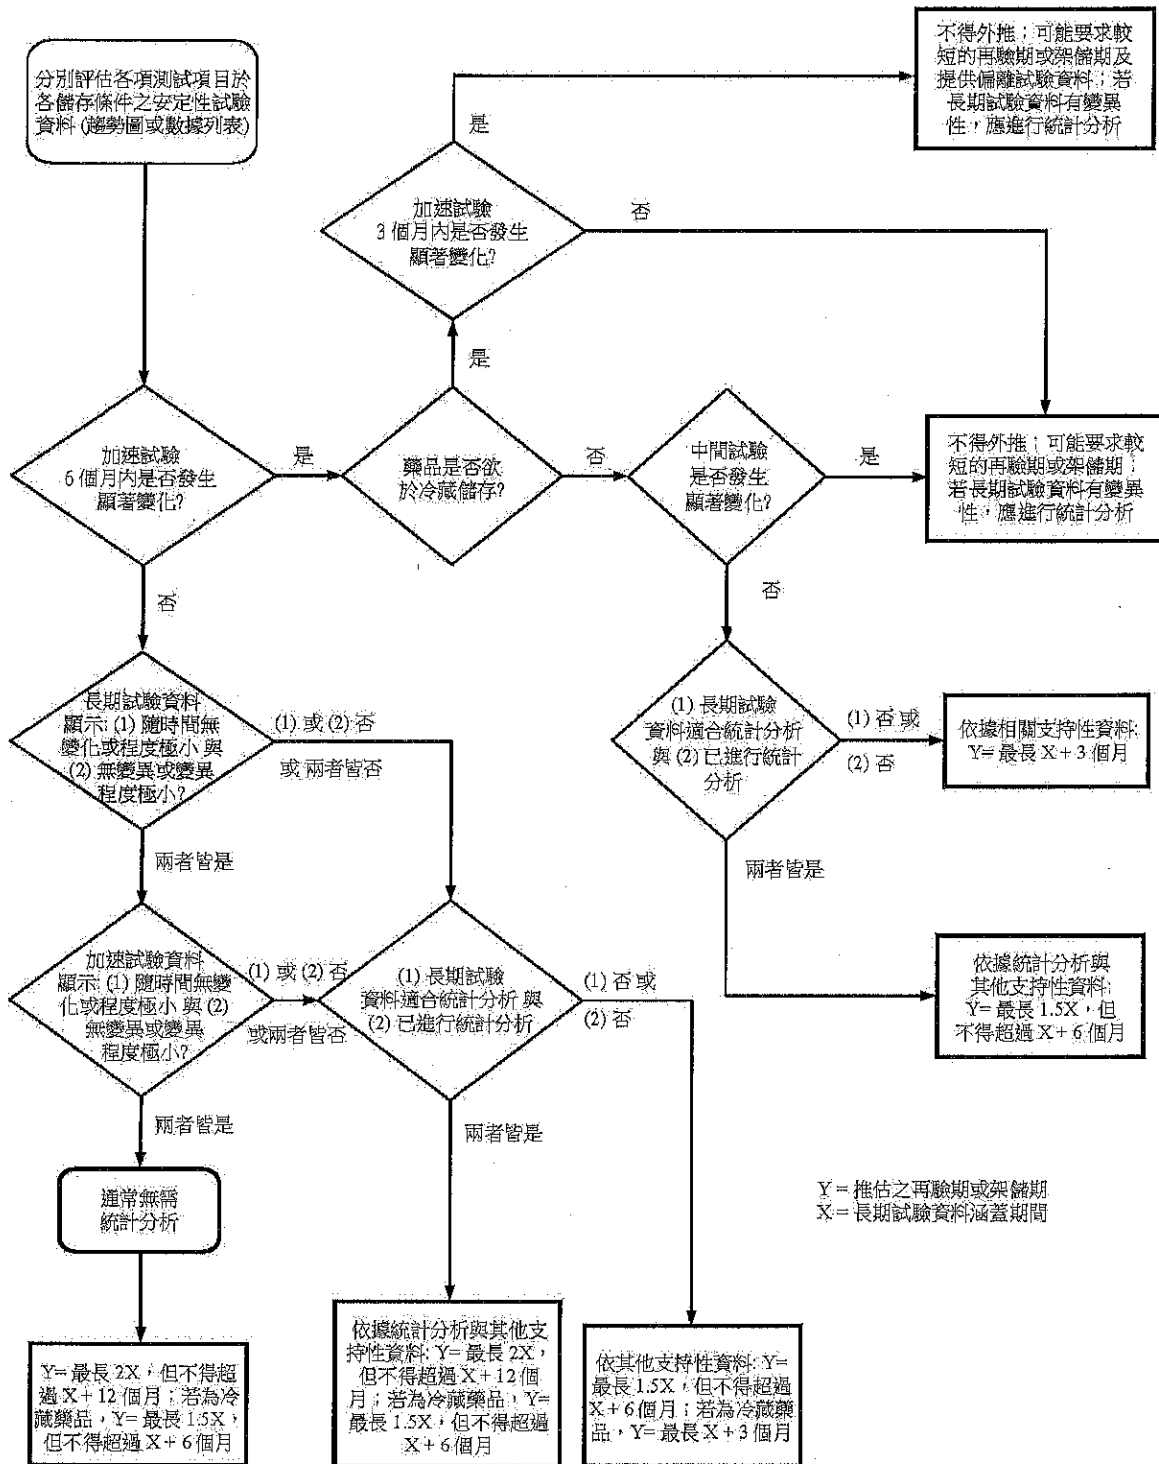 分別評估各項測試項目於
各儲存條件之安定性試驗
資料 (趨勢圖或數據列表)
不得外推；可能要求較
短的再驗期或架儲期及
提供偏離試驗資料；若
長期試驗資料有變異
性，應進行統計分析
是
加速試驗
3 個月內是否發生
顯著變化?
否
是
加速試驗
6 個月內是否發生
顯著變化?
是
藥品是否欲
於冷藏儲存?
否
中間試驗
是否發生
顯著變化?
是
不得外推；可能要求較
短的再驗期或架儲期；
若長期試驗資料有變異
性，應進行統計分析
否
否
長期試驗資料
顯示: (1) 隨時間無
變化或程度極小 與
(2) 無變異或變異
程度極小?
(1) 或 (2) 否
或 兩者皆否
(1) 長期試驗
資料適合統計分析
與 (2) 已進行統計
分析
(1) 否 或
(2) 否
依據相關支持性資料:
Y= 最長 X + 3 個月
兩者皆是
兩者皆是
加速試驗資料
顯示: (1) 隨時間無變
化或程度極小 與 (2)
無變異或變異
程度極小?
(1) 或 (2) 否
或兩者皆否
(1) 長期試驗
資料適合統計分析 與
(2) 已進行統計分析
(1) 否 或
(2) 否
依據統計分析與
其他支持性資料:
Y= 最長 1.5X，但
不得超過 X + 6 個月
兩者皆是
兩者皆是
通常無需
統計分析
Y = 推估之再驗期或架儲期
X = 長期試驗資料涵蓋期間
Y= 最長 2X，但不得超
過 X + 12 個月；若為冷
藏藥品，Y= 最長 1.5X，
但不得超過 X + 6 個月
依據統計分析與其他支
持性資料: Y= 最長 2X，
但不得超過 X + 12 個
月；若為冷藏藥品，Y=
最長 1.5X，但不得超過
X + 6 個月
依其他支持性資料: Y=
最長 1.5X，但不得超過
X + 6 個月；若為冷藏藥
品，Y= 最長 X + 3 個月